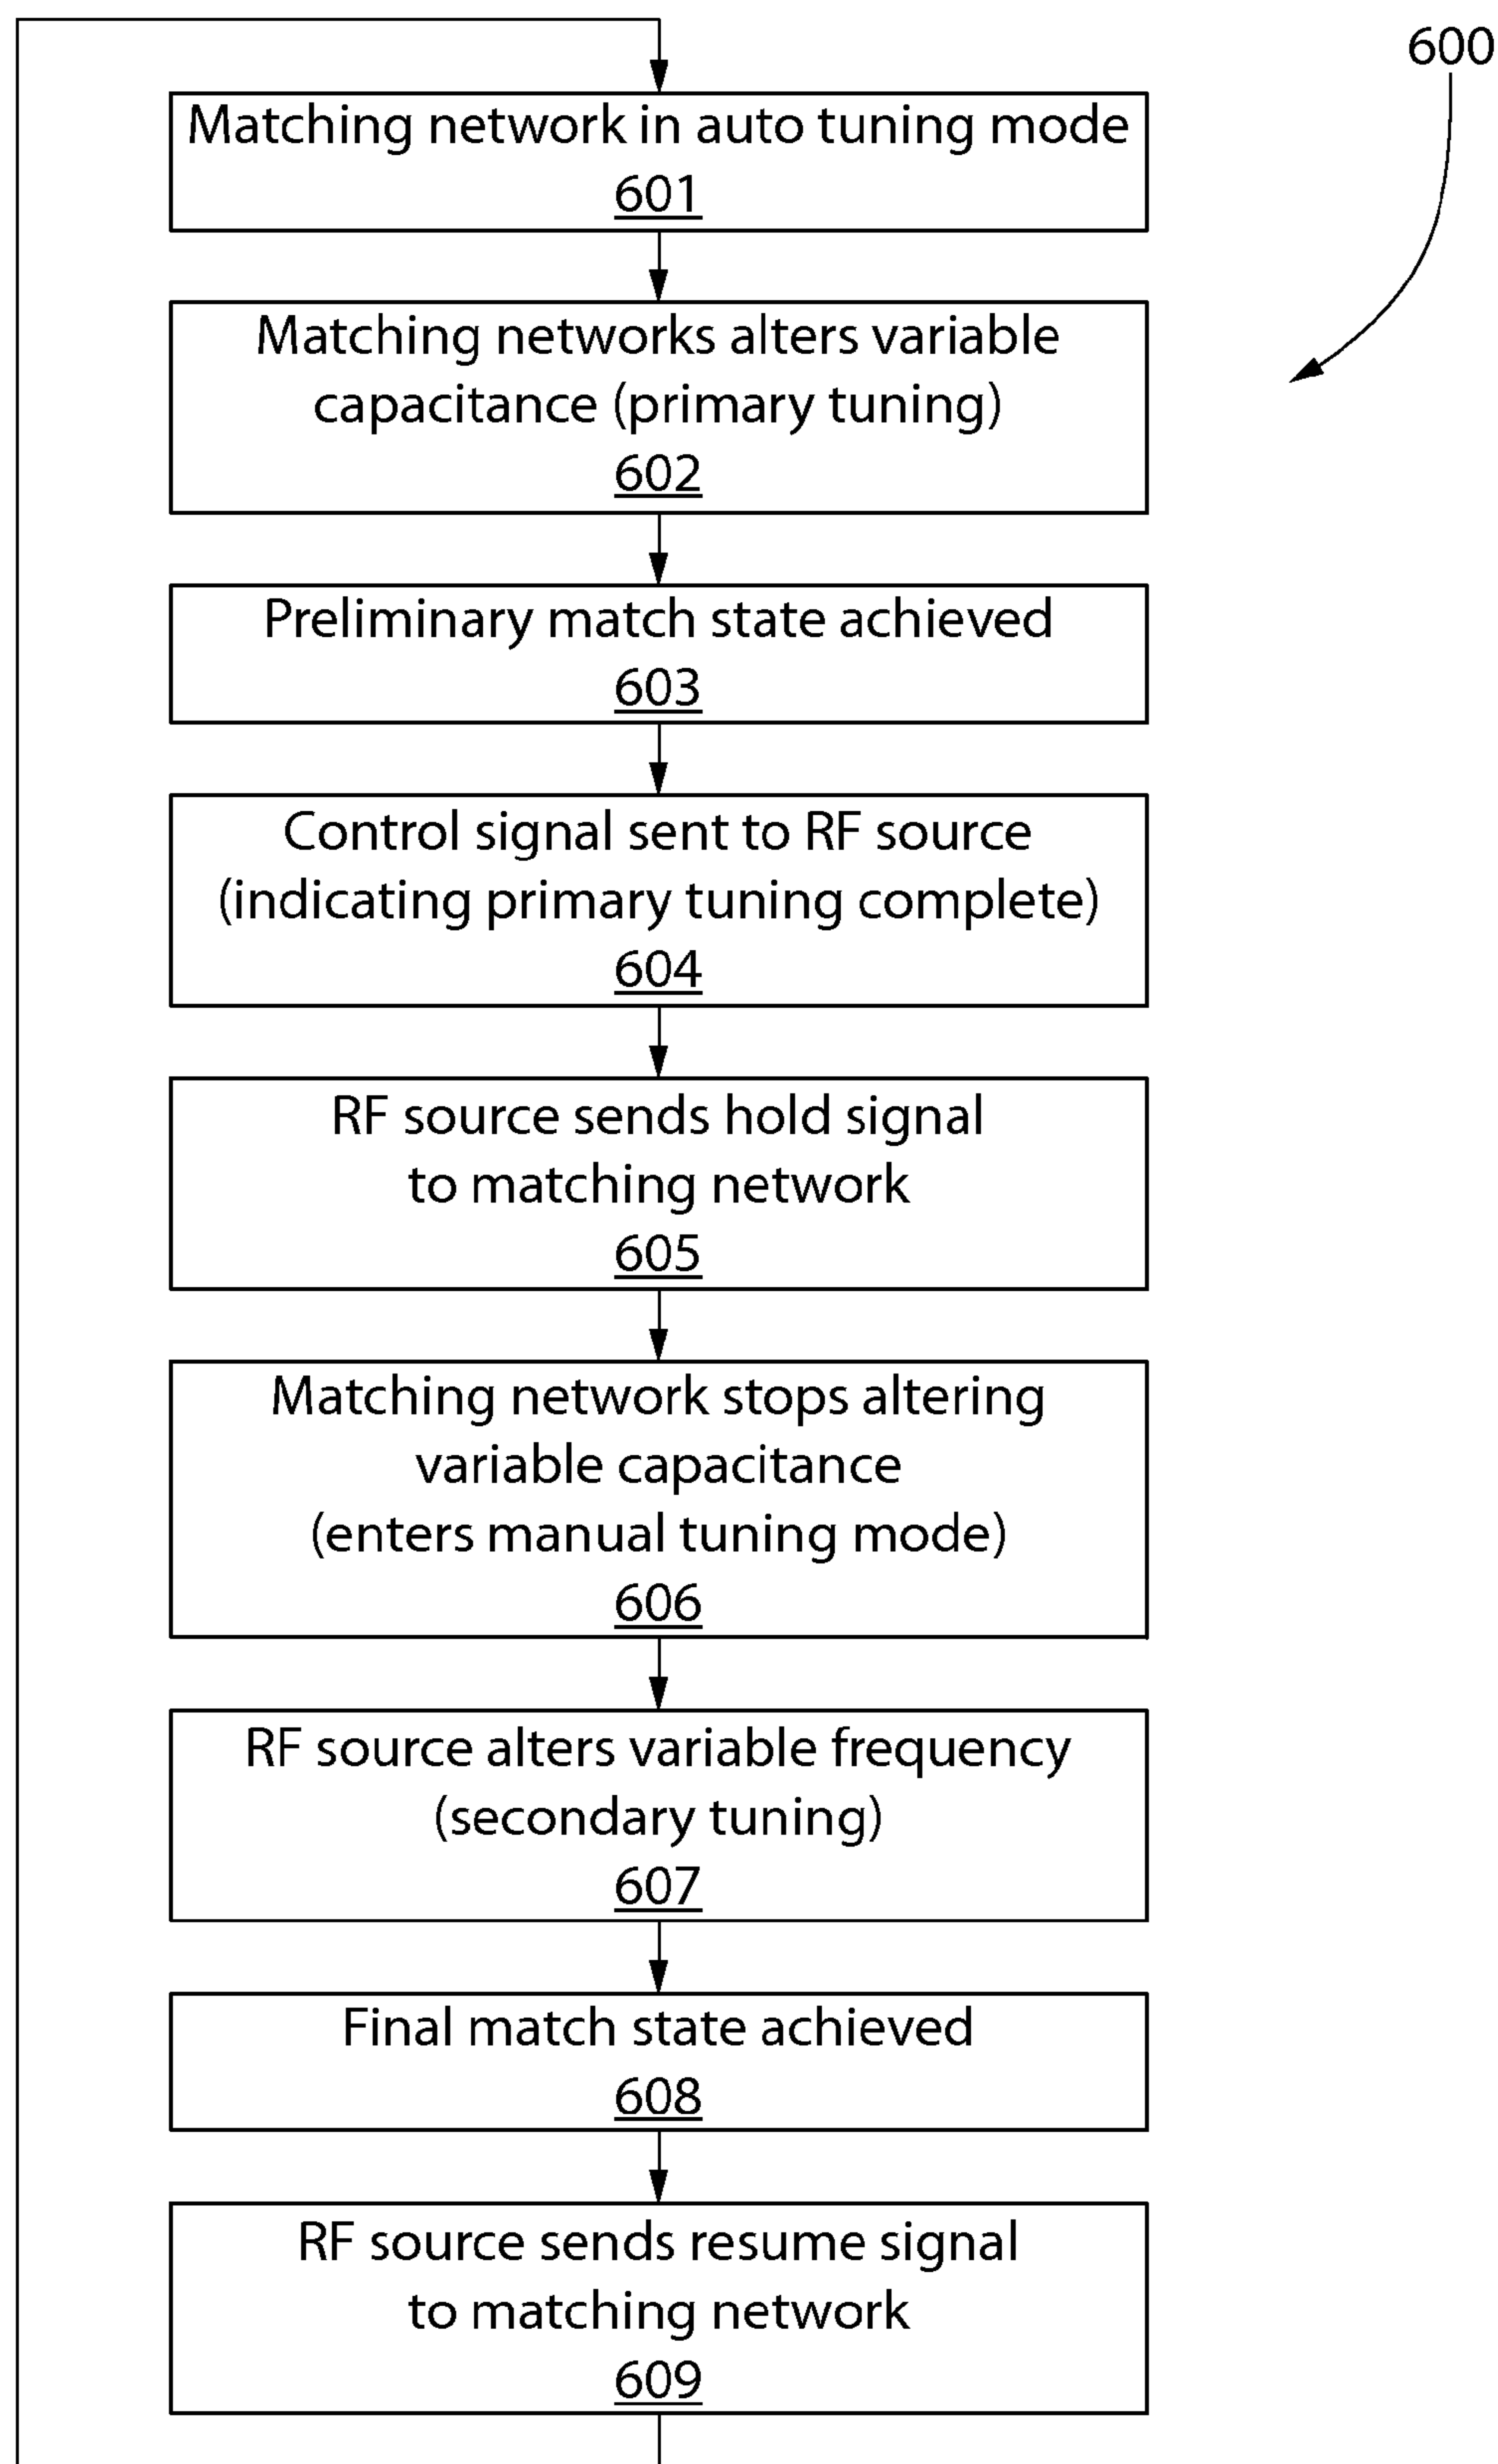 600
Matching network in auto tuning mode
601
Matching networks alters variable
capacitance (primary tuning)
602
Preliminary match state achieved
603
Control signal sent to RF source
(indicating primary tuning complete)
604
RF source sends hold signal
to matching network
605
Matching network stops altering
variable capacitance
(enters manual tuning mode)
606
RF source alters variable frequency
(secondary tuning)
607
Final match state achieved
608
RF source sends resume signal
to matching network
609